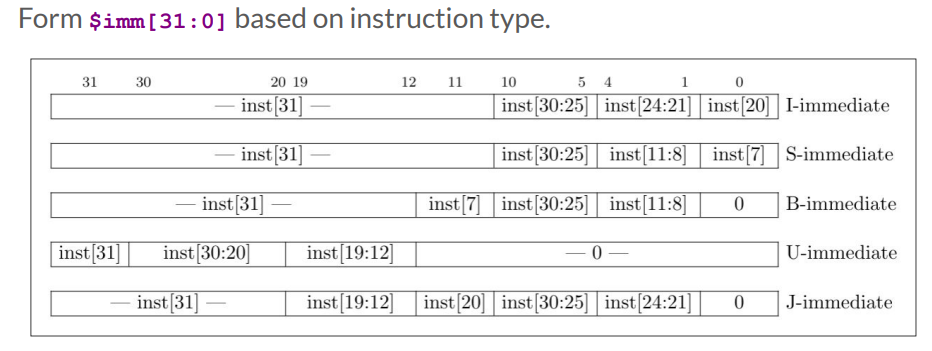 Form $imm[31:0] based on instruction type.
31 30 20 19 12 11 10 5 4 1 0
— inst[31] — inst[30:25] inst[24:21] inst[20] I-immediate
— inst[31] — inst[30:25] inst[11:8] inst[7] S-immediate
— inst[31] — inst[7] inst[30:25] inst[11:8] 0 B-immediate
inst[31] inst[30:20] inst[19:12] — 0 — U-immediate
— inst[31] — inst[19:12] inst[20] inst[30:25] inst[24:21] 0 J-immediate